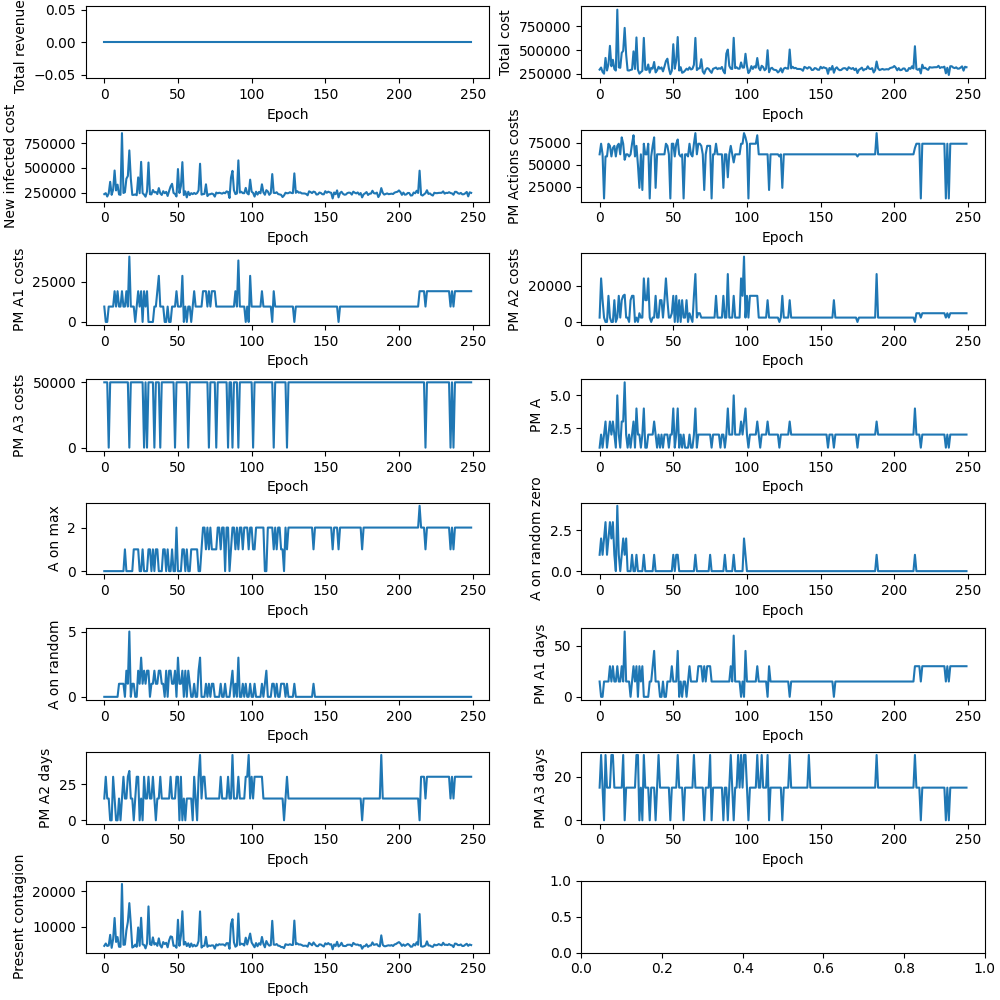 Total revenue
0.05
0.00
−0.05
0 50 100 150 200 250
Epoch
Total cost
750000
500000
250000
0 50 100 150 200 250
Epoch
New infected cost
750000
500000
250000
0 50 100 150 200 250
Epoch
PM Actions costs
75000
50000
25000
0 50 100 150 200 250
Epoch
PM A1 costs
25000
0
0 50 100 150 200 250
Epoch
PM A2 costs
20000
0
0 50 100 150 200 250
Epoch
PM A3 costs
50000
0
0 50 100 150 200 250
Epoch
PM A
5.0
2.5
0 50 100 150 200 250
Epoch
A on max
2
0
0 50 100 150 200 250
Epoch
A on random zero
2.5
0.0
0 50 100 150 200 250
Epoch
A on random
5
0
0 50 100 150 200 250
Epoch
PM A1 days
50
0
0 50 100 150 200 250
Epoch
PM A2 days
25
0
0 50 100 150 200 250
Epoch
PM A3 days
20
0
0 50 100 150 200 250
Epoch
Present contagion
20000
10000
0 50 100 150 200 250
Epoch
1.0
0.5
0.0
0.0 0.2 0.4 0.6 0.8 1.0